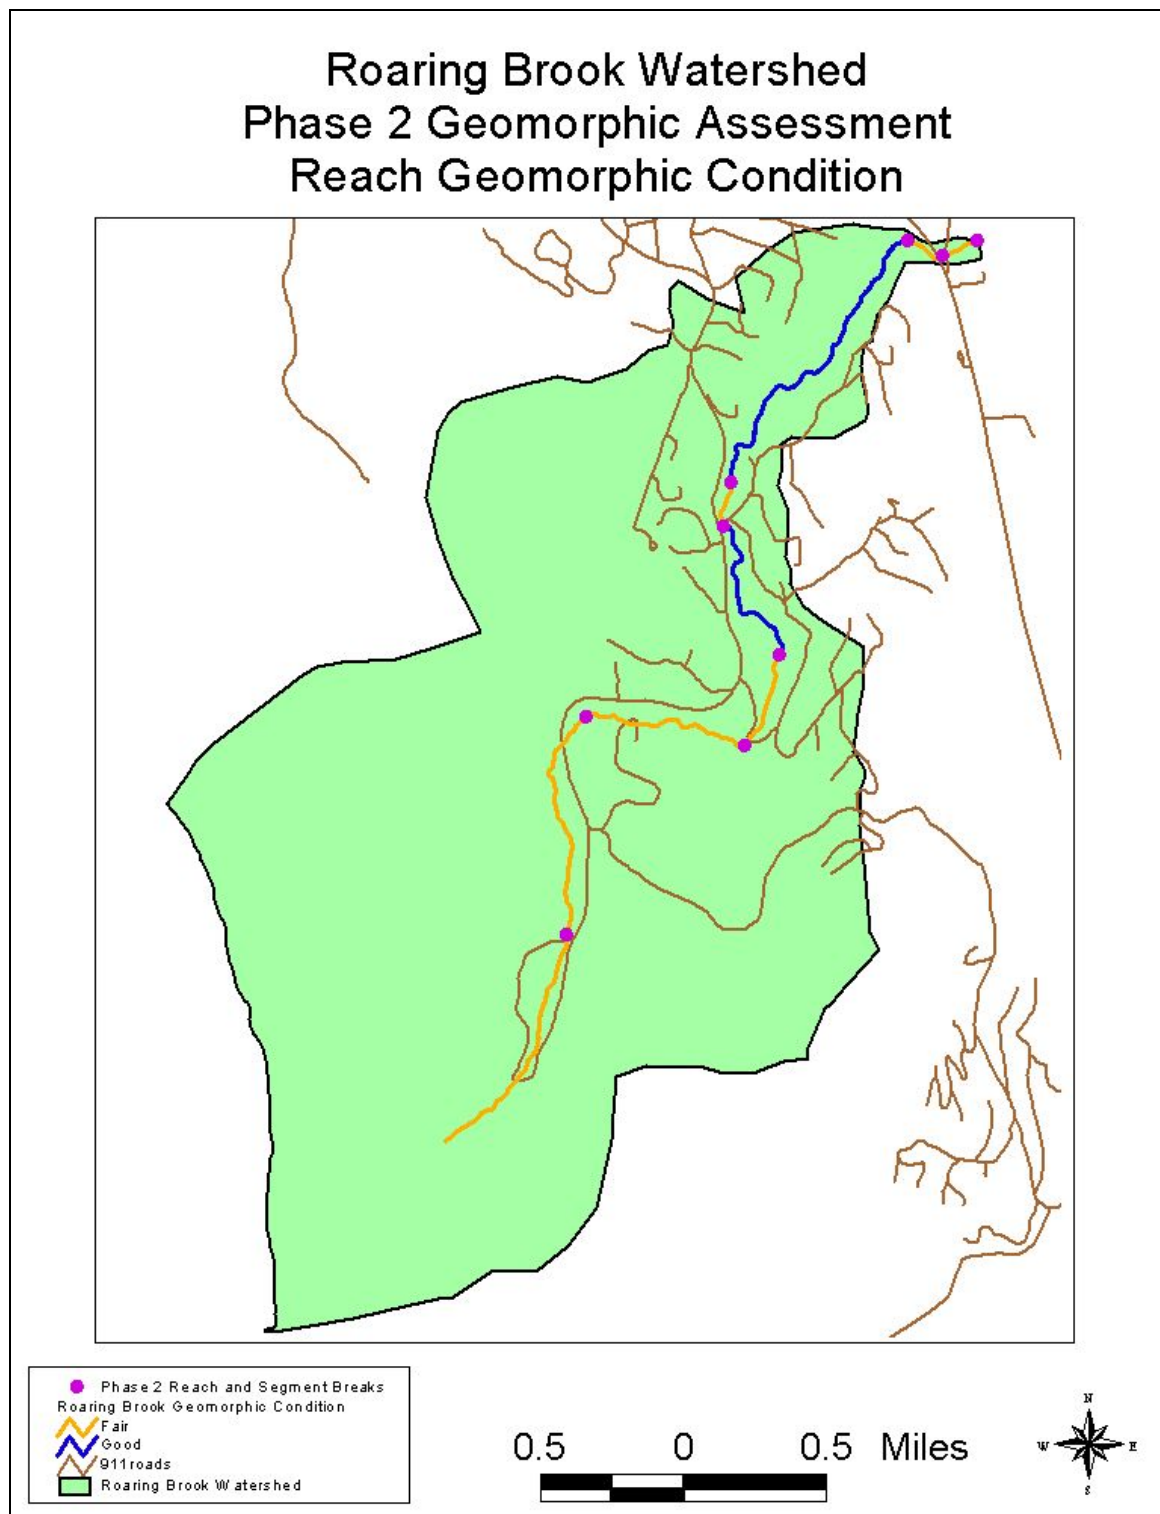 Roaring Brook Watershed
Phase 2 Geomorphic Assessment
Reach Geomorphic Condition
Phase 2 Reach and Segment Breaks
Roaring Brook Geomorphic Condition
Fair
Good
911roads
Roaring Brook Watershed
0.5 0 0.5 Miles
N
W E
S